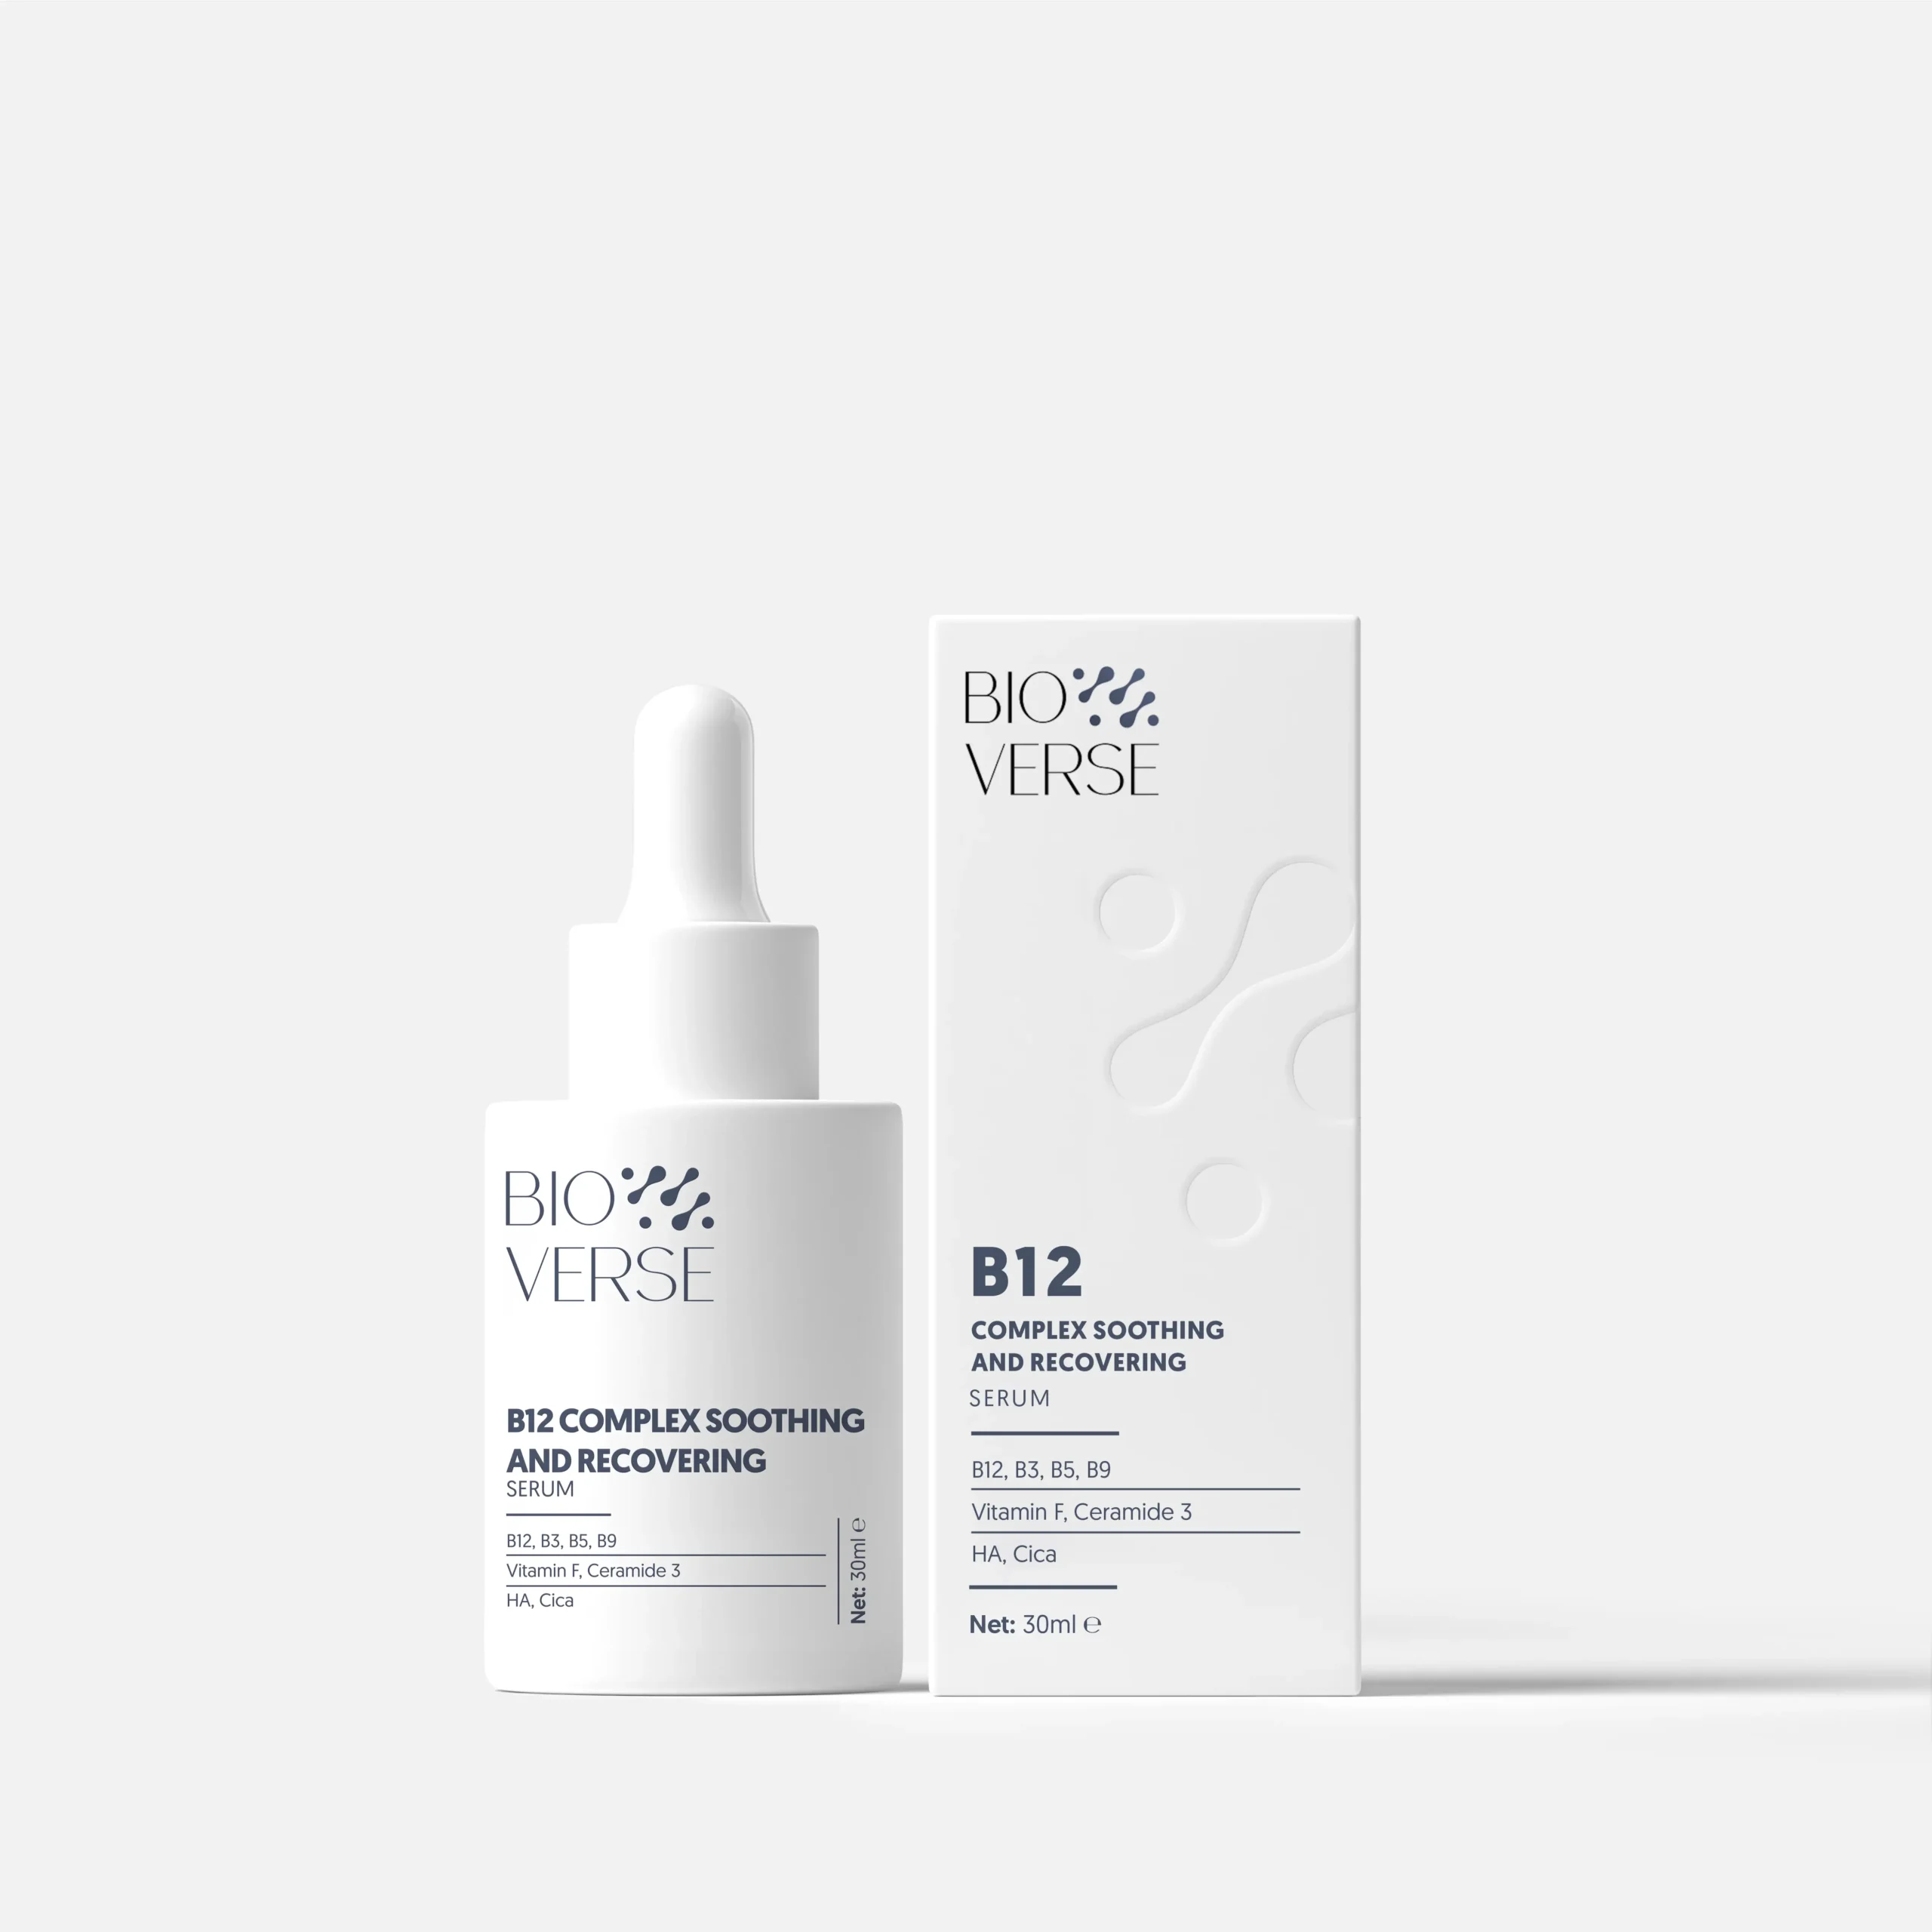 BIO
VERSE
B12 COMPLEX SOOTHING
AND RECOVERING
SERUM
B12, B3, B5, B9
Vitamin F, Ceramide 3
HA, Cica
Net: 30ml ℮
BIO
VERSE
B12
COMPLEX SOOTHING
AND RECOVERING
SERUM
B12, B3, B5, B9
Vitamin F, Ceramide 3
HA, Cica
Net: 30ml ℮